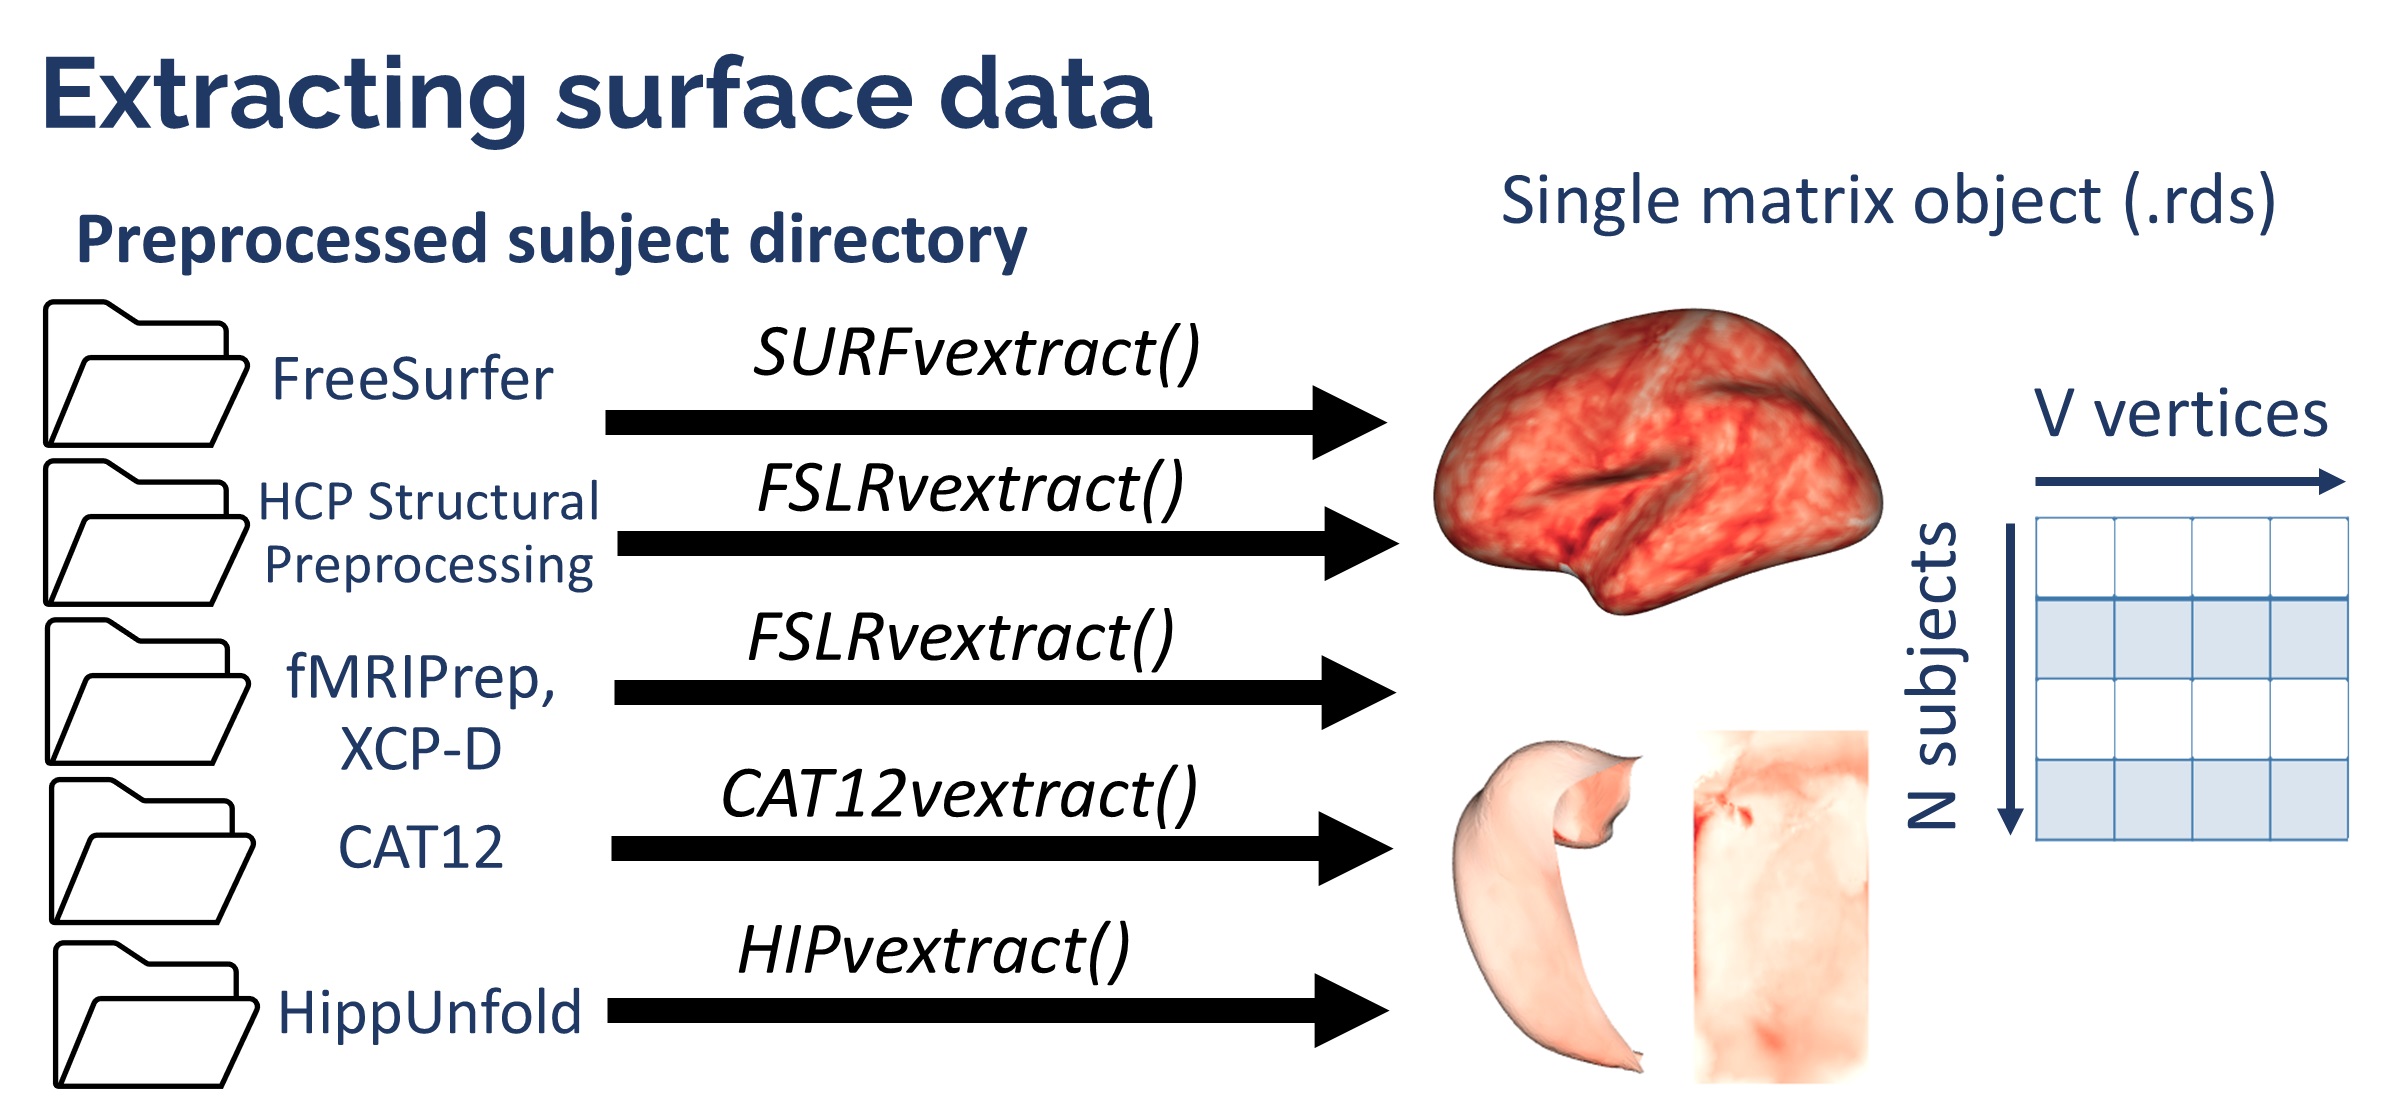 Extracting surface data
Preprocessed subject directory
Single matrix object (.rds)
FreeSurfer
SURFvextract()
HCP Structural
Preprocessing
FSLRvextract()
fMRIPrep,
XCP-D
FSLRvextract()
CAT12
CAT12vextract()
HippUnfold
HIPvextract()
V vertices
N subjects